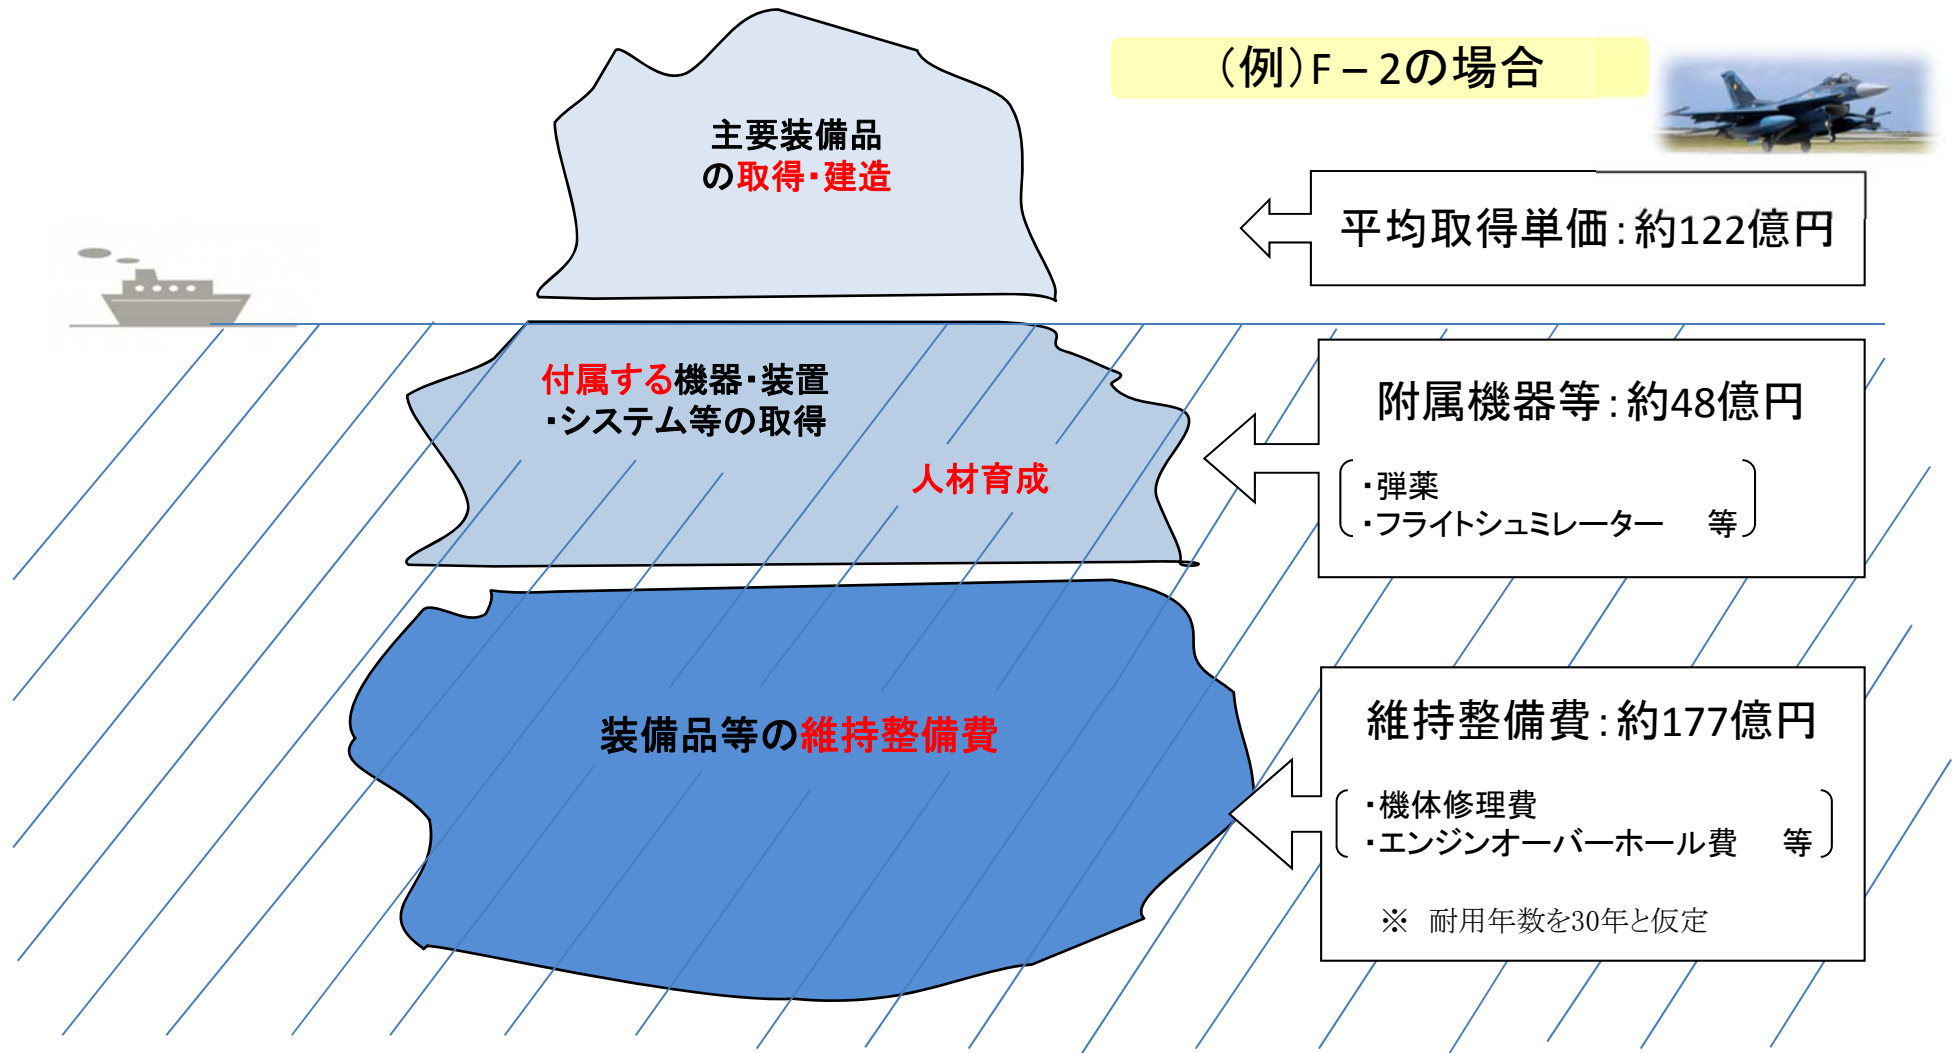 (例)F－2の場合
主要装備品
の取得・建造
平均取得単価：約122億円
付属する機器・装置
・システム等の取得
人材育成
附属機器等：約48億円
・弾薬
・フライトシュミレーター　等
装備品等の維持整備費
維持整備費：約177億円
・機体修理費
・エンジンオーバーホール費　等
※　耐用年数を30年と仮定